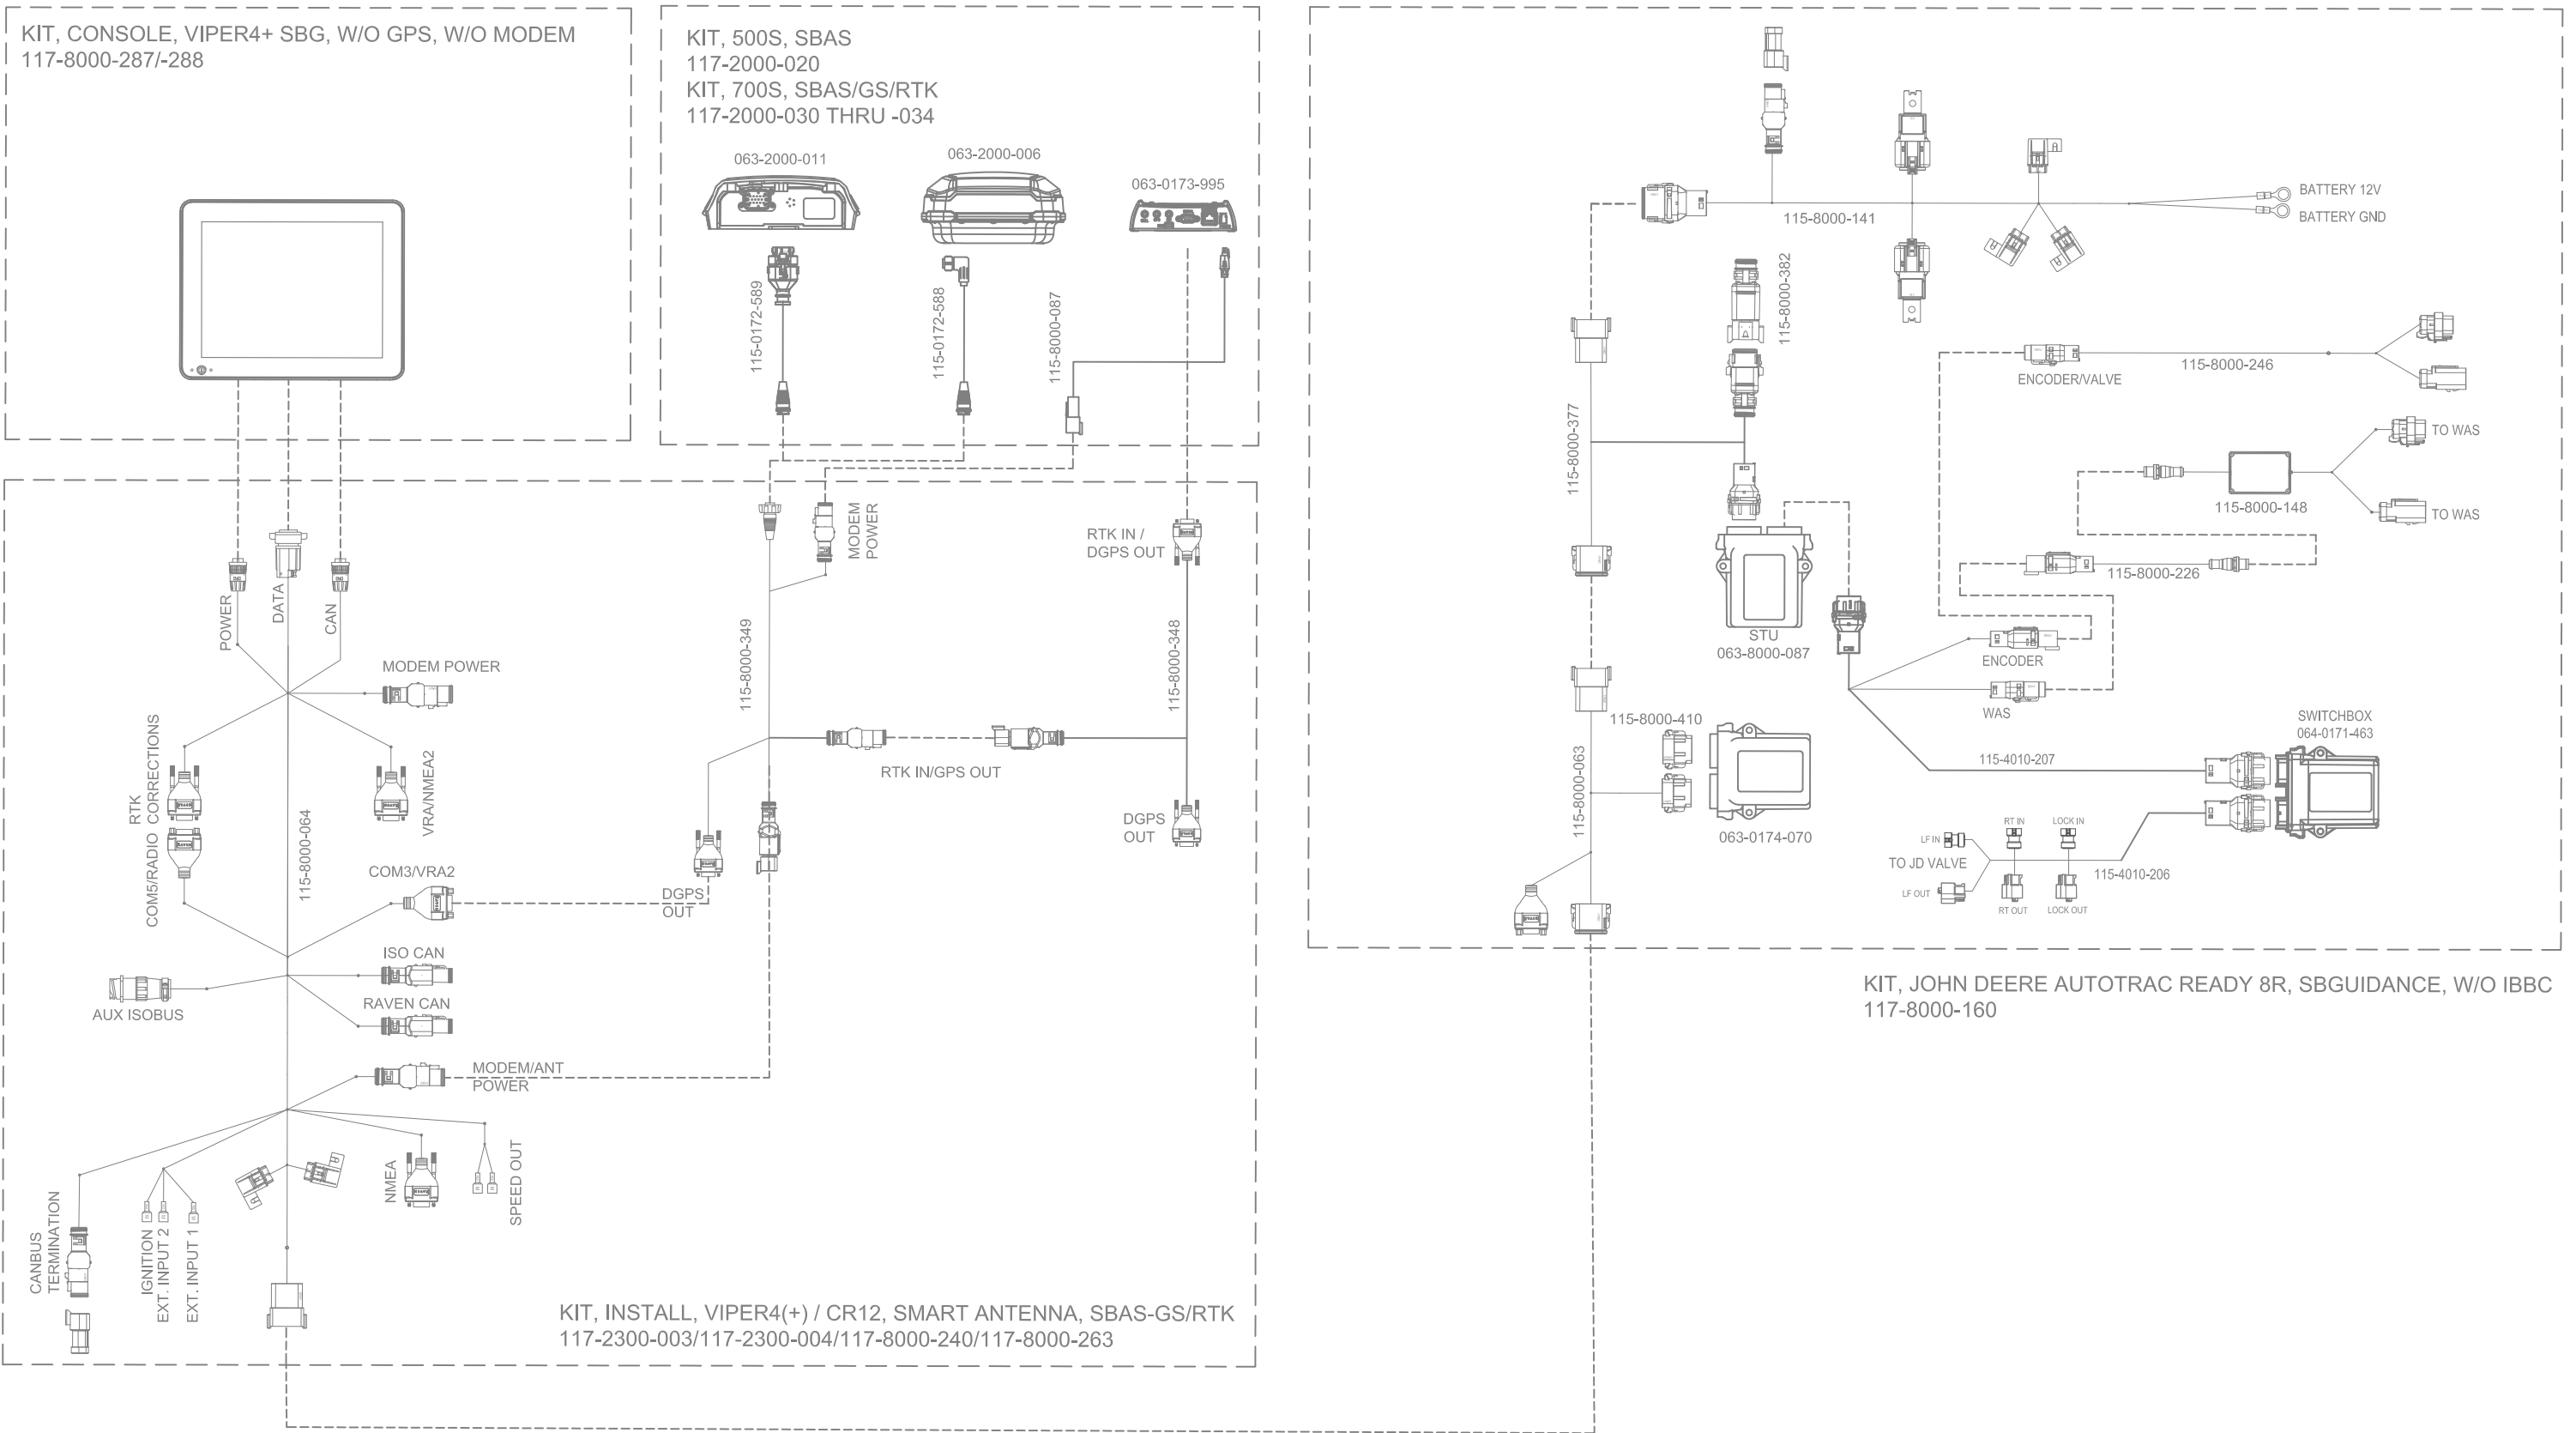 KIT, CONSOLE, VIPER4+ SBG, W/O GPS, W/O MODEM
117-8000-287/-288
KIT, 500S, SBAS
117-2000-020
KIT, 700S, SBAS/GS/RTK
117-2000-030 THRU -034
063-2000-011
063-2000-006
063-0173-995
115-0172-589
115-0172-588
115-8000-087
POWER
DATA
CAN
MODEM POWER
RTK
COM5/RADIO CORRECTIONS
VRA/NMEA2
115-8000-064
COM3/VRA2
ISO CAN
RAVEN CAN
AUX ISOBUS
MODEM/ANT
POWER
CANBUS
TERMINATION
IGNITION
EXT. INPUT 2
EXT. INPUT 1
NMEA
SPEED OUT
MODEM
POWER
RTK IN /
DGPS OUT
115-8000-349
115-8000-348
RTK IN/GPS OUT
DGPS
OUT
DGPS
OUT
KIT, INSTALL, VIPER4(+) / CR12, SMART ANTENNA, SBAS-GS/RTK
117-2300-003/117-2300-004/117-8000-240/117-8000-263
115-8000-141
BATTERY 12V
BATTERY GND
115-8000-382
115-8000-377
ENCODER/VALVE
115-8000-246
TO WAS
115-8000-148
TO WAS
115-8000-226
STU
063-8000-087
ENCODER
WAS
115-8000-410
115-8000-063
063-0174-070
SWITCHBOX
064-0171-463
115-4010-207
LF IN
RT IN
LOCK IN
TO JD VALVE
115-4010-206
LF OUT
RT OUT
LOCK OUT
KIT, JOHN DEERE AUTOTRAC READY 8R, SBGUIDANCE, W/O IBBC
117-8000-160